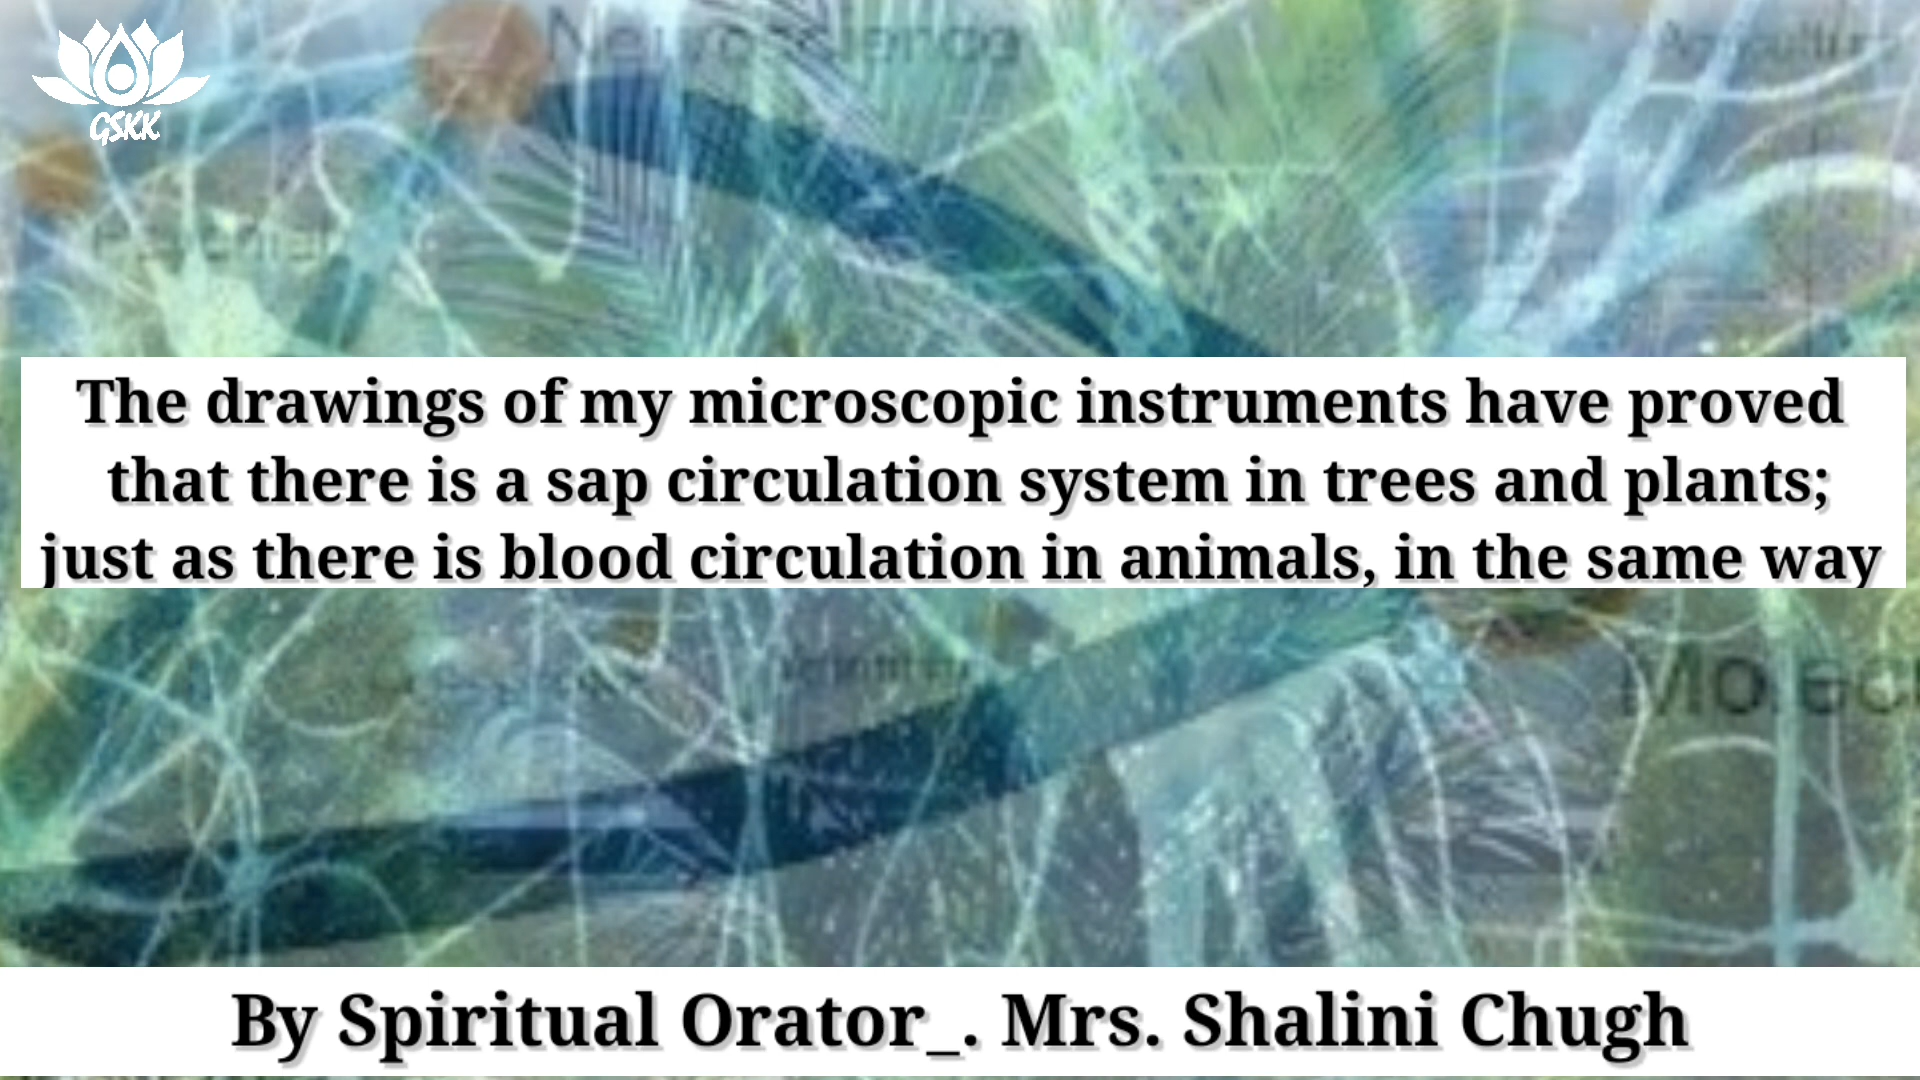 GSKK
The drawings of my microscopic instruments have proved
that there is a sap circulation system in trees and plants;
just as there is blood circulation in animals, in the same way
By Spiritual Orator_. Mrs. Shalini Chugh